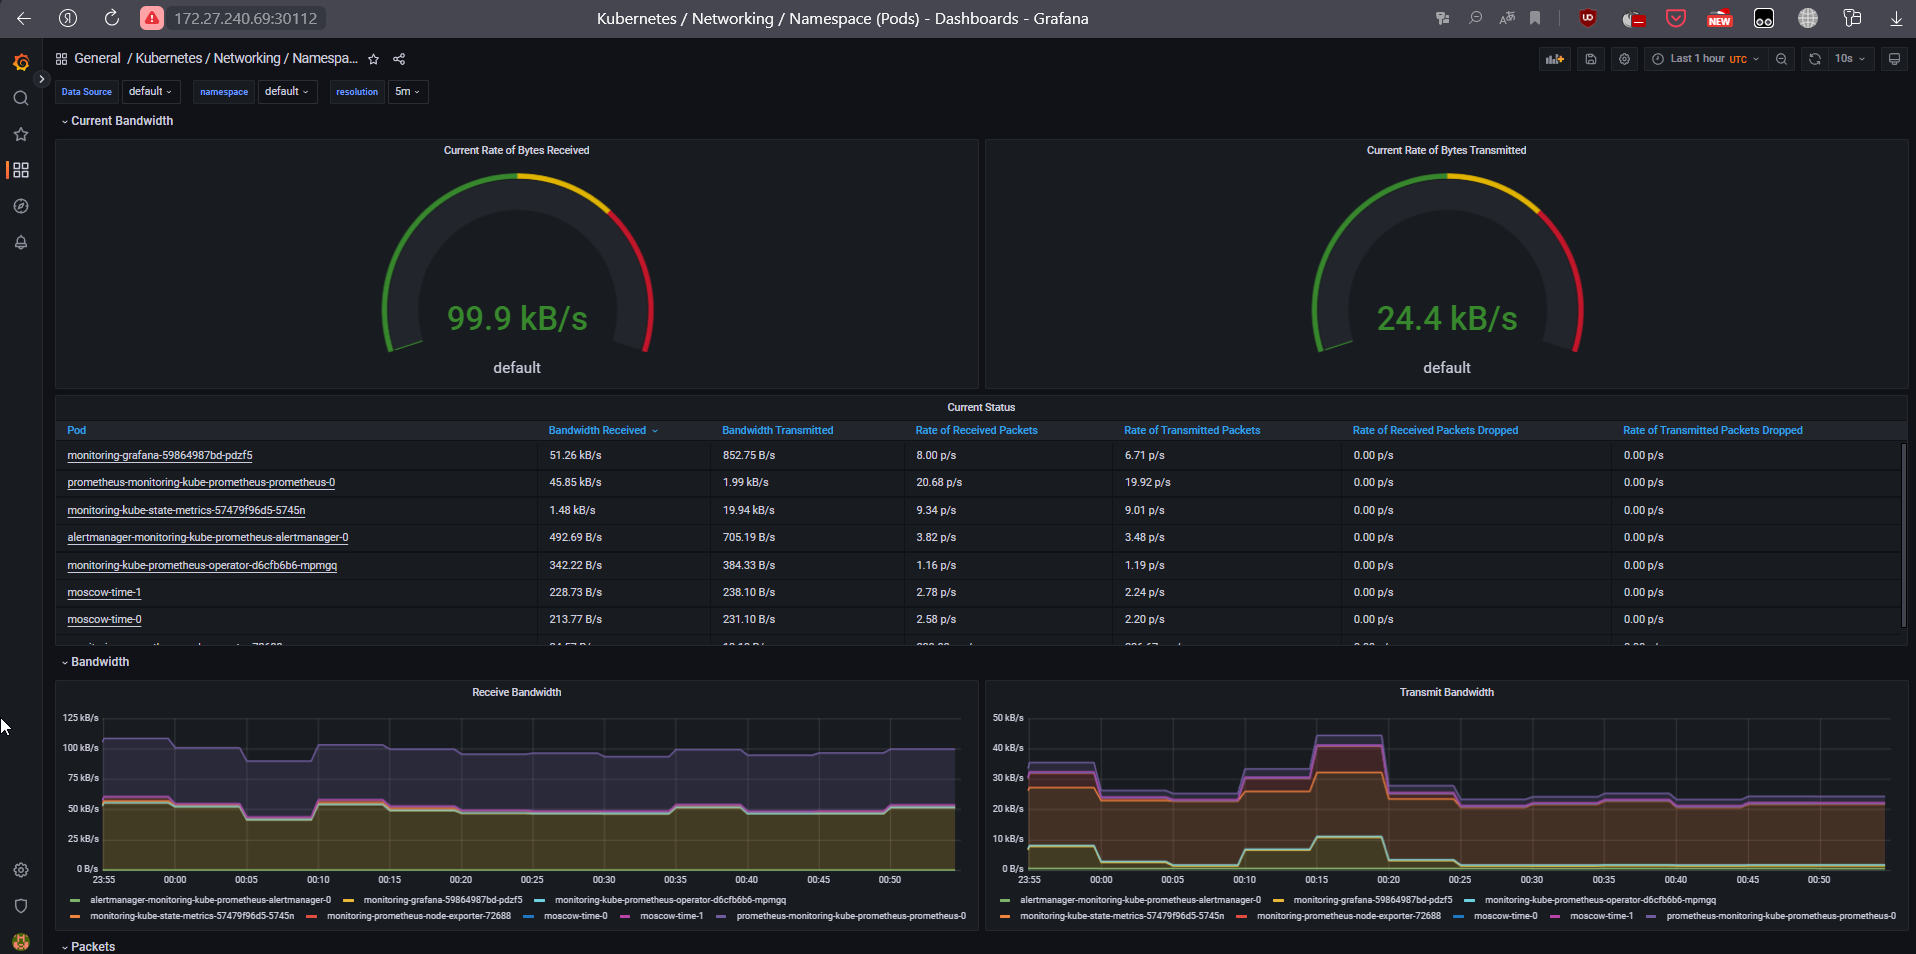 172.27.240.69:30112
Kubernetes / Networking / Namespace (Pods) - Dashboards - Grafana
NEW
General / Kubernetes / Networking / Namespa...
Last 1 hour UTC
10s
Data Source default
namespace default
resolution 5m
Current Bandwidth
Current Rate of Bytes Received
99.9 kB/s
default
Current Rate of Bytes Transmitted
24.4 kB/s
default
Current Status
Pod Bandwidth Received Bandwidth Transmitted Rate of Received Packets Rate of Transmitted Packets Rate of Received Packets Dropped Rate of Transmitted Packets Dropped
monitoring-grafana-59864987bd-pdzf5 51.26 kB/s 852.75 B/s 8.00 p/s 6.71 p/s 0.00 p/s 0.00 p/s
prometheus-monitoring-kube-prometheus-prometheus-0 45.85 kB/s 1.99 kB/s 20.68 p/s 19.92 p/s 0.00 p/s 0.00 p/s
monitoring-kube-state-metrics-57479f96d5-5745n 1.48 kB/s 19.94 kB/s 9.34 p/s 9.01 p/s 0.00 p/s 0.00 p/s
alertmanager-monitoring-kube-prometheus-alertmanager-0 492.69 B/s 705.19 B/s 3.82 p/s 3.48 p/s 0.00 p/s 0.00 p/s
monitoring-kube-prometheus-operator-d6cfb6b6-mpmgq 342.22 B/s 384.33 B/s 1.16 p/s 1.19 p/s 0.00 p/s 0.00 p/s
moscow-time-1 228.73 B/s 238.10 B/s 2.78 p/s 2.24 p/s 0.00 p/s 0.00 p/s
moscow-time-0 213.77 B/s 231.10 B/s 2.58 p/s 2.20 p/s 0.00 p/s 0.00 p/s
Bandwidth
Receive Bandwidth
125 kB/s
100 kB/s
75 kB/s
50 kB/s
25 kB/s
0 B/s
23:55 00:00 00:05 00:10 00:15 00:20 00:25 00:30 00:35 00:40 00:45 00:50
alertmanager-monitoring-kube-prometheus-alertmanager-0 monitoring-grafana-59864987bd-pdzf5 monitoring-kube-prometheus-operator-d6cfb6b6-mpmgq
monitoring-kube-state-metrics-57479f96d5-5745n monitoring-prometheus-node-exporter-72688 moscow-time-0 moscow-time-1 prometheus-monitoring-kube-prometheus-prometheus-0
Transmit Bandwidth
50 kB/s
40 kB/s
30 kB/s
20 kB/s
10 kB/s
0 B/s
23:55 00:00 00:05 00:10 00:15 00:20 00:25 00:30 00:35 00:40 00:45 00:50
alertmanager-monitoring-kube-prometheus-alertmanager-0 monitoring-grafana-59864987bd-pdzf5 monitoring-kube-prometheus-operator-d6cfb6b6-mpmgq
monitoring-kube-state-metrics-57479f96d5-5745n monitoring-prometheus-node-exporter-72688 moscow-time-0 moscow-time-1 prometheus-monitoring-kube-prometheus-prometheus-0
Packets